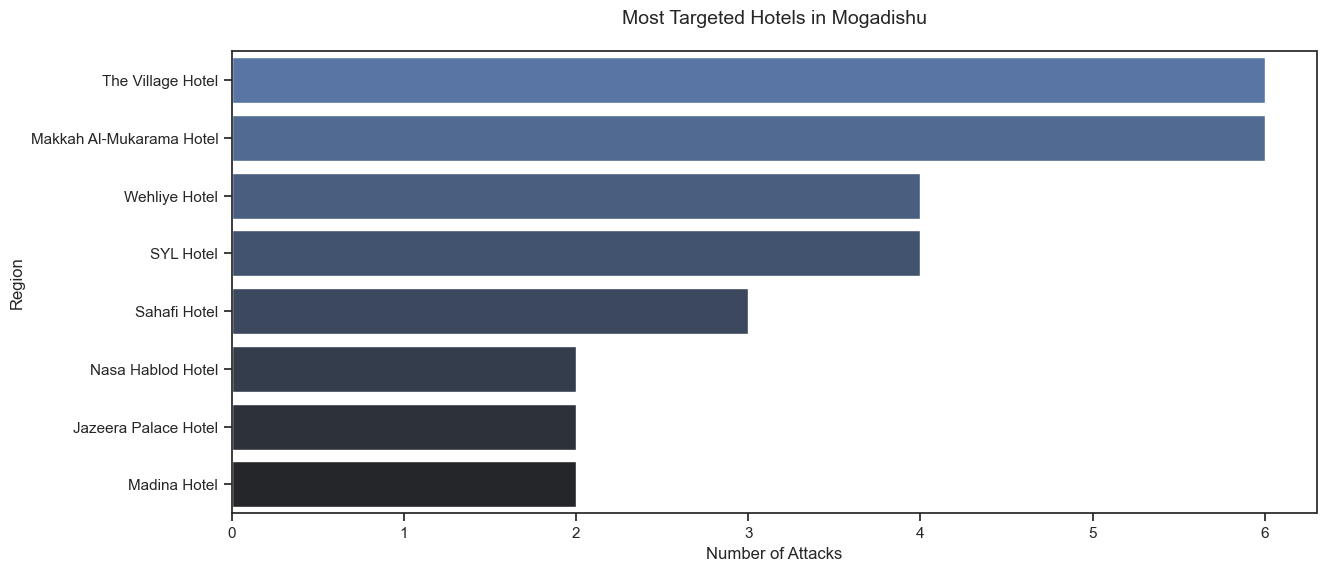 Most Targeted Hotels in Mogadishu
The Village Hotel
Makkah Al-Mukarama Hotel
Wehliye Hotel
SYL Hotel
Sahafi Hotel
Nasa Hablod Hotel
Jazeera Palace Hotel
Madina Hotel
Region
0 1 2 3 4 5 6
Number of Attacks